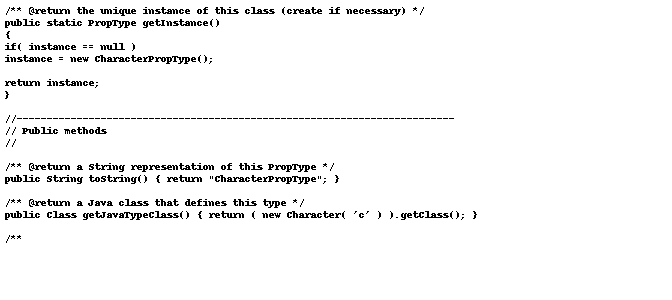 /** @return the unique instance of this class (create if necessary) */
public static PropType getInstance()
{
if( instance == null )
instance = new CharacterPropType();

return instance;
}

//-------------------------------------------------------------------------
// Public methods
//

/** @return a String representation of this PropType */
public String toString() { return "CharacterPropType"; }

/** @return a Java class that defines this type */
public Class getJavaTypeClass() { return ( new Character( 'c' ) ).getClass(); }

/**